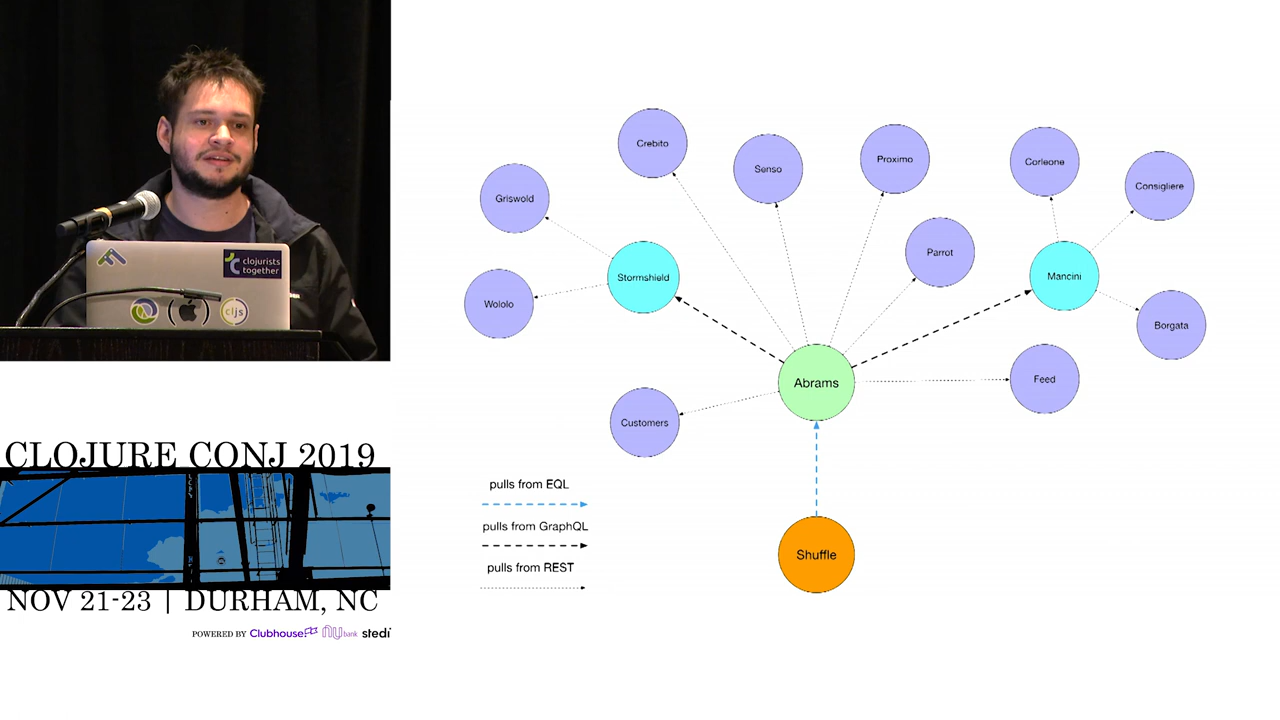 clojurists
together
cljs
CLOJURE CONJ 2019
NOV 21-23 | DURHAM, NC
POWERED BY Clubhouse nu bank stedi
Crebito
Senso
Proximo
Corleone
Consigliere
Griswold
Parrot
Stormshield
Mancini
Wololo
Borgata
Abrams
Feed
Customers
pulls from EQL
pulls from GraphQL
pulls from REST
Shuffle